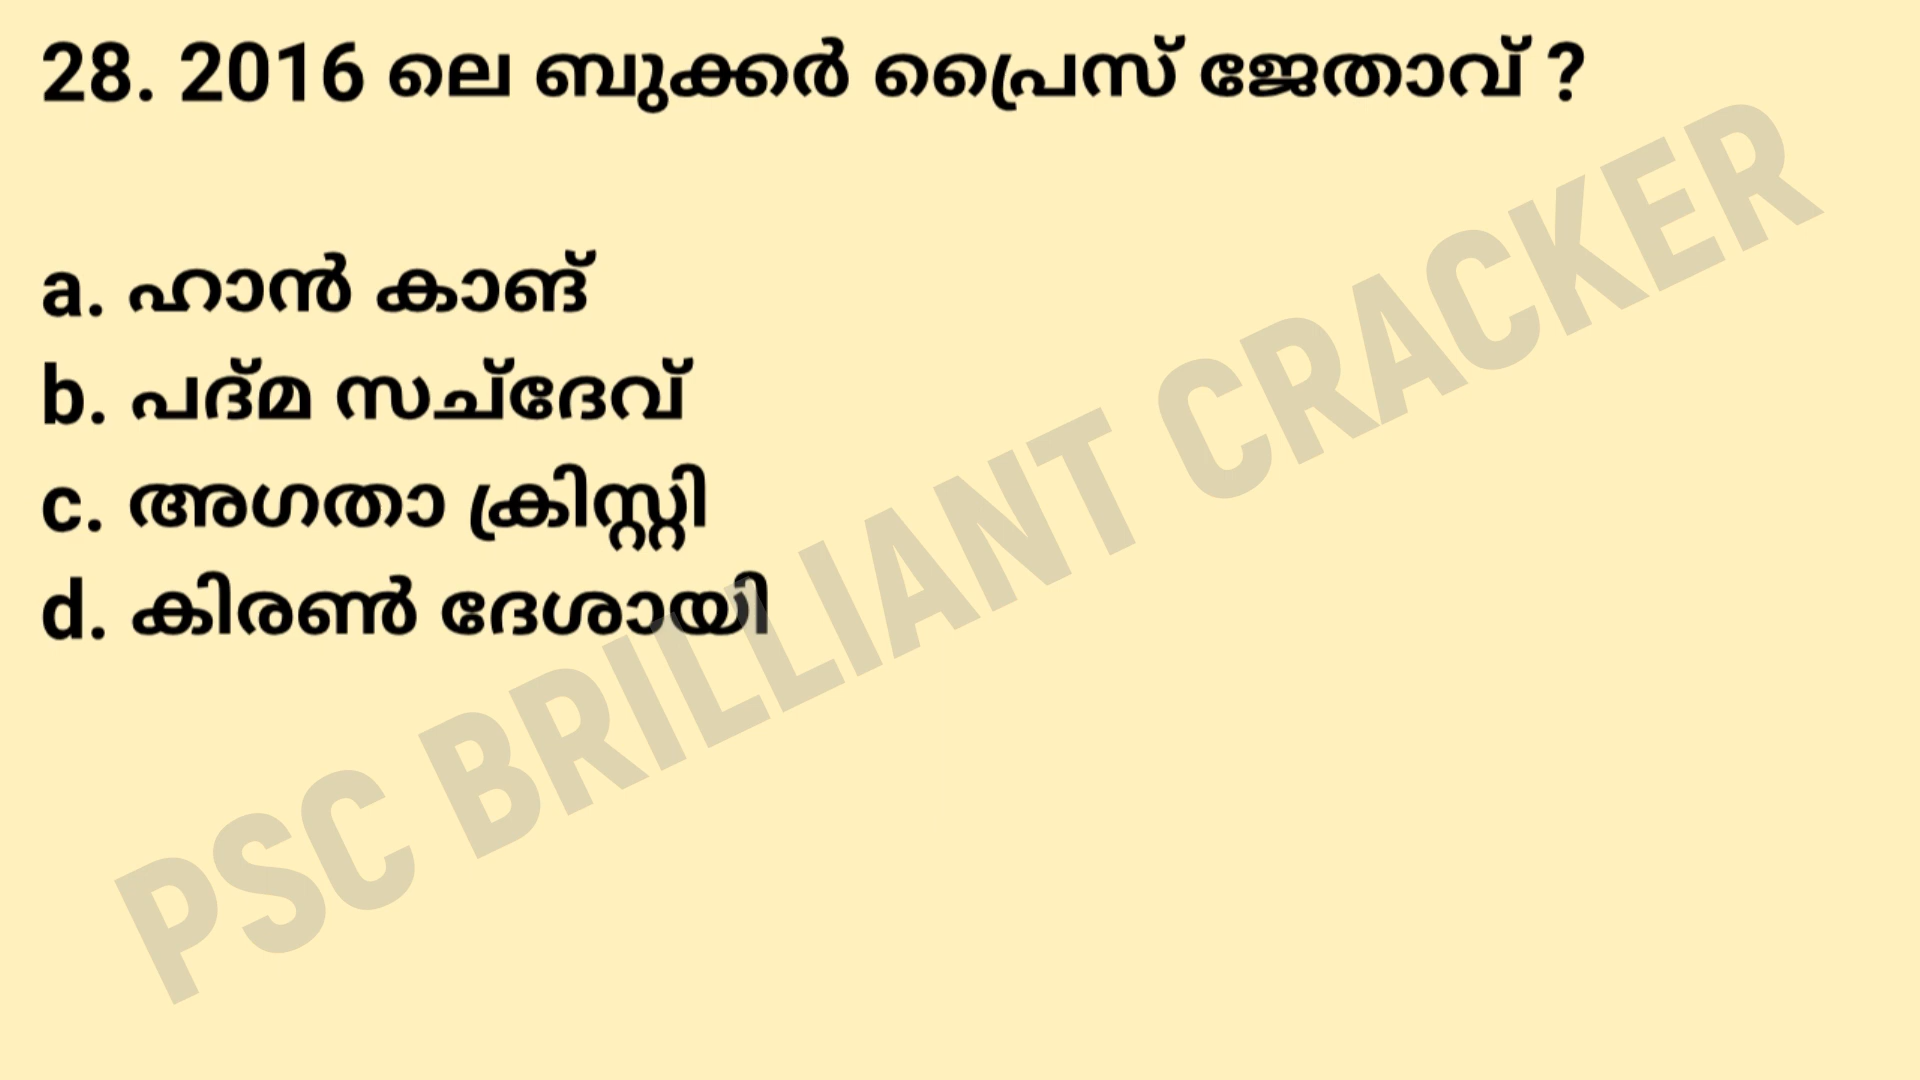 28. 2016 ലെ ബുക്കർ പ്രൈസ് ജേതാവ് ?
a. ഹാൻ കാങ്
b. പദ്മ സച്ദേവ്
c. അഗതാ ക്രിസ്റ്റി
d. കിരൺ ദേശായി
PSC BRILLIANT CRACKER